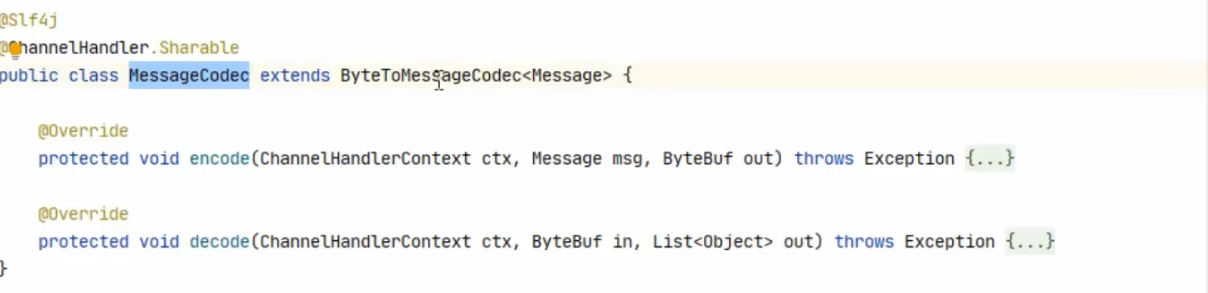 @Slf4j
@ChannelHandler.Sharable
public class MessageCodec extends ByteToMessageCodec<Message> {
@Override
protected void encode(ChannelHandlerContext ctx, Message msg, ByteBuf out) throws Exception {...}
@Override
protected void decode(ChannelHandlerContext ctx, ByteBuf in, List<Object> out) throws Exception {...}
}